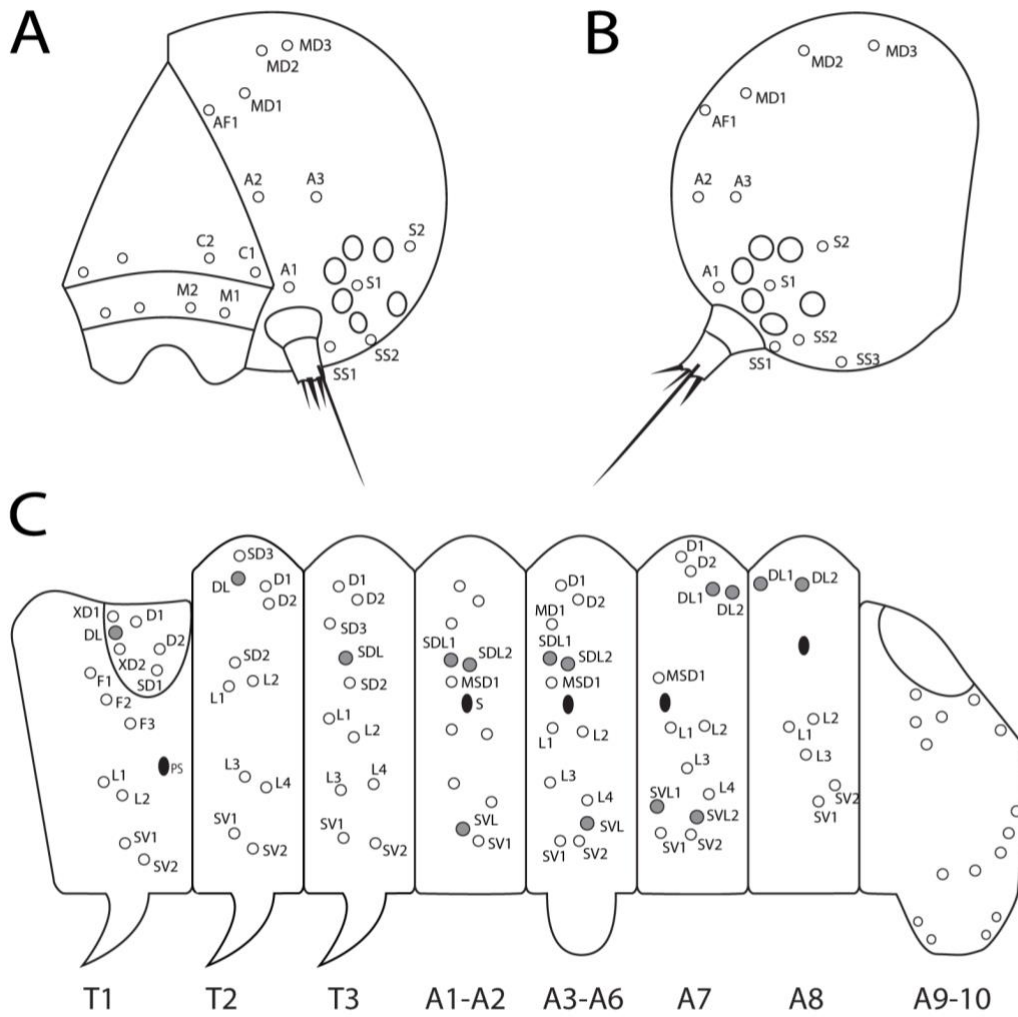 A
MD3
MD2
MD1
AF1
A2 A3
C2 C1
S2
A1
S1
M2 M1
SS2
SS1
B
MD3
MD2
MD1
AF1
A2 A3
S2
A1
S1
SS2
SS1
SS3
C
XD1
D1
DL
D2
XD2
SD1
F1
F2
F3
PS
L1
L2
SV1
SV2
SD3
DL
D1
D2
SD2
L2
L1
L3
L4
SV1
SV2
D1
D2
SD3
SDL
SD2
L1
L2
L3
L4
SV1
SV2
SDL1
SDL2
MSD1
S
SVL
SV1
D1
D2
MD1
SDL1
SDL2
MSD1
L1
L2
L3
L4
SVL
SV1
SV2
D1
D2
DL1
DL2
MSD1
L1
L2
L3
L4
SVL1
SVL2
SV1
SV2
DL1
DL2
L2
L1
L3
SV2
SV1
T1 T2 T3 A1-A2 A3-A6 A7 A8 A9-10